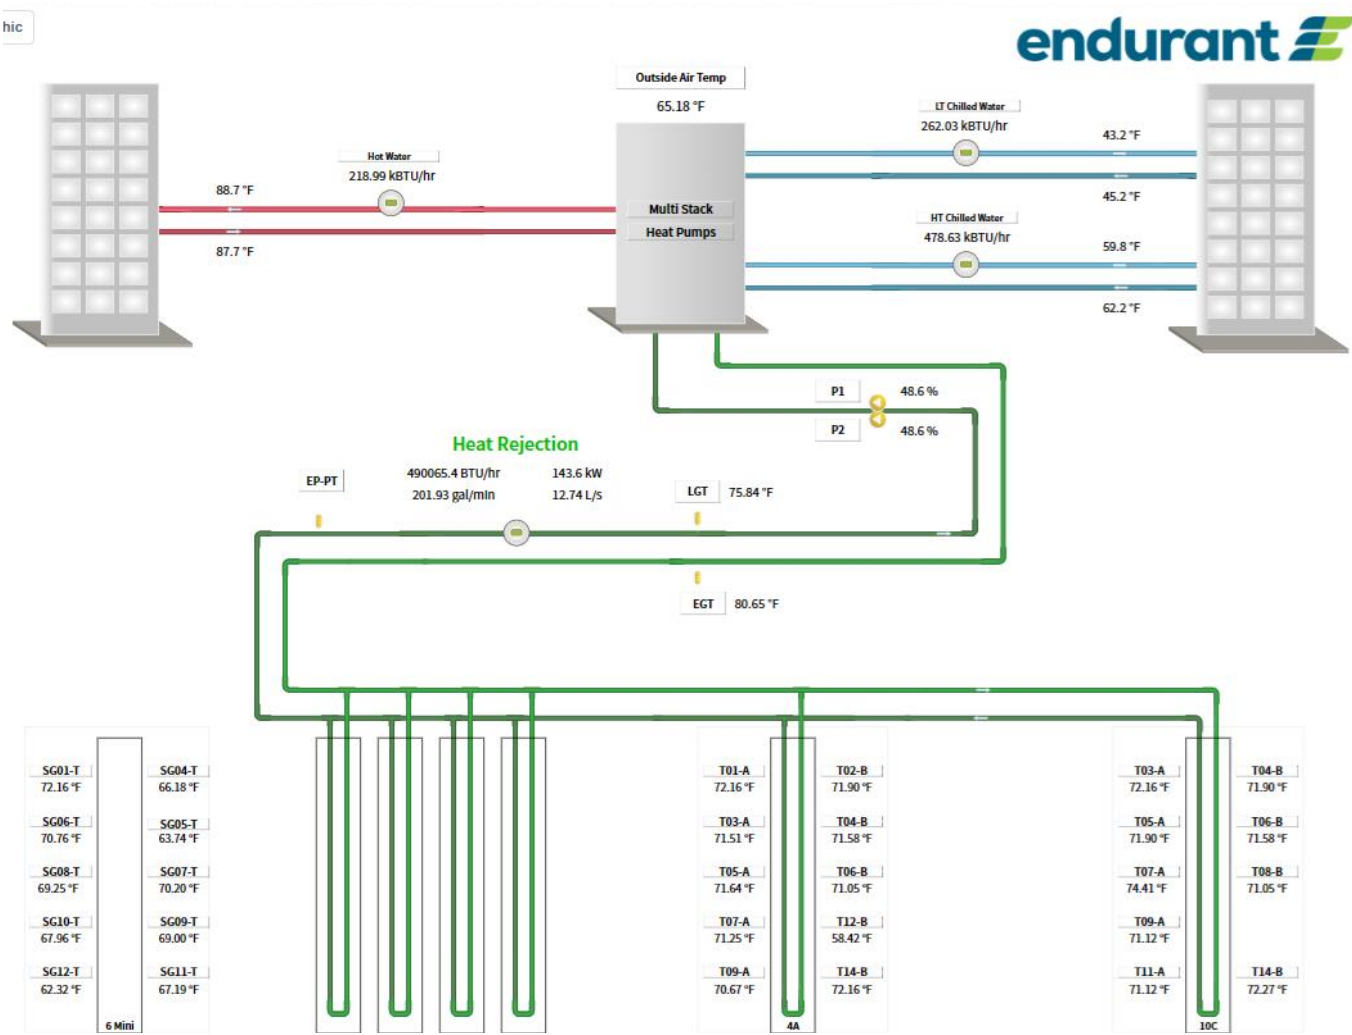 hic
endurant
Outside Air Temp
65.18 °F
LT Chilled Water
262.03 kBTU/hr
43.2 °F
45.2 °F
Hot Water
218.99 kBTU/hr
88.7 °F
87.7 °F
Multi Stack
Heat Pumps
HT Chilled Water
478.63 kBTU/hr
59.8 °F
62.2 °F
P1 48.6 %
P2 48.6 %
Heat Rejection
EP-PT
490065.4 BTU/hr 143.6 kW
201.93 gal/min 12.74 L/s
LGT 75.84 °F
EGT 80.65 °F
SG01-T SG04-T
72.16 °F 66.18 °F
SG06-T SG05-T
70.76 °F 63.74 °F
SG08-T SG07-T
69.25 °F 70.20 °F
SG10-T SG09-T
67.96 °F 69.00 °F
SG12-T SG11-T
62.32 °F 67.19 °F
6 Mini
T01-A T02-B
72.16 °F 71.90 °F
T03-A T04-B
71.51 °F 71.58 °F
T05-A T06-B
71.64 °F 71.05 °F
T07-A T12-B
71.25 °F 58.42 °F
T09-A T14-B
70.67 °F 72.16 °F
4A
T03-A T04-B
72.16 °F 71.90 °F
T05-A T06-B
71.90 °F 71.58 °F
T07-A T08-B
74.41 °F 71.05 °F
T09-A
71.12 °F
T11-A T14-B
71.12 °F 72.27 °F
10C